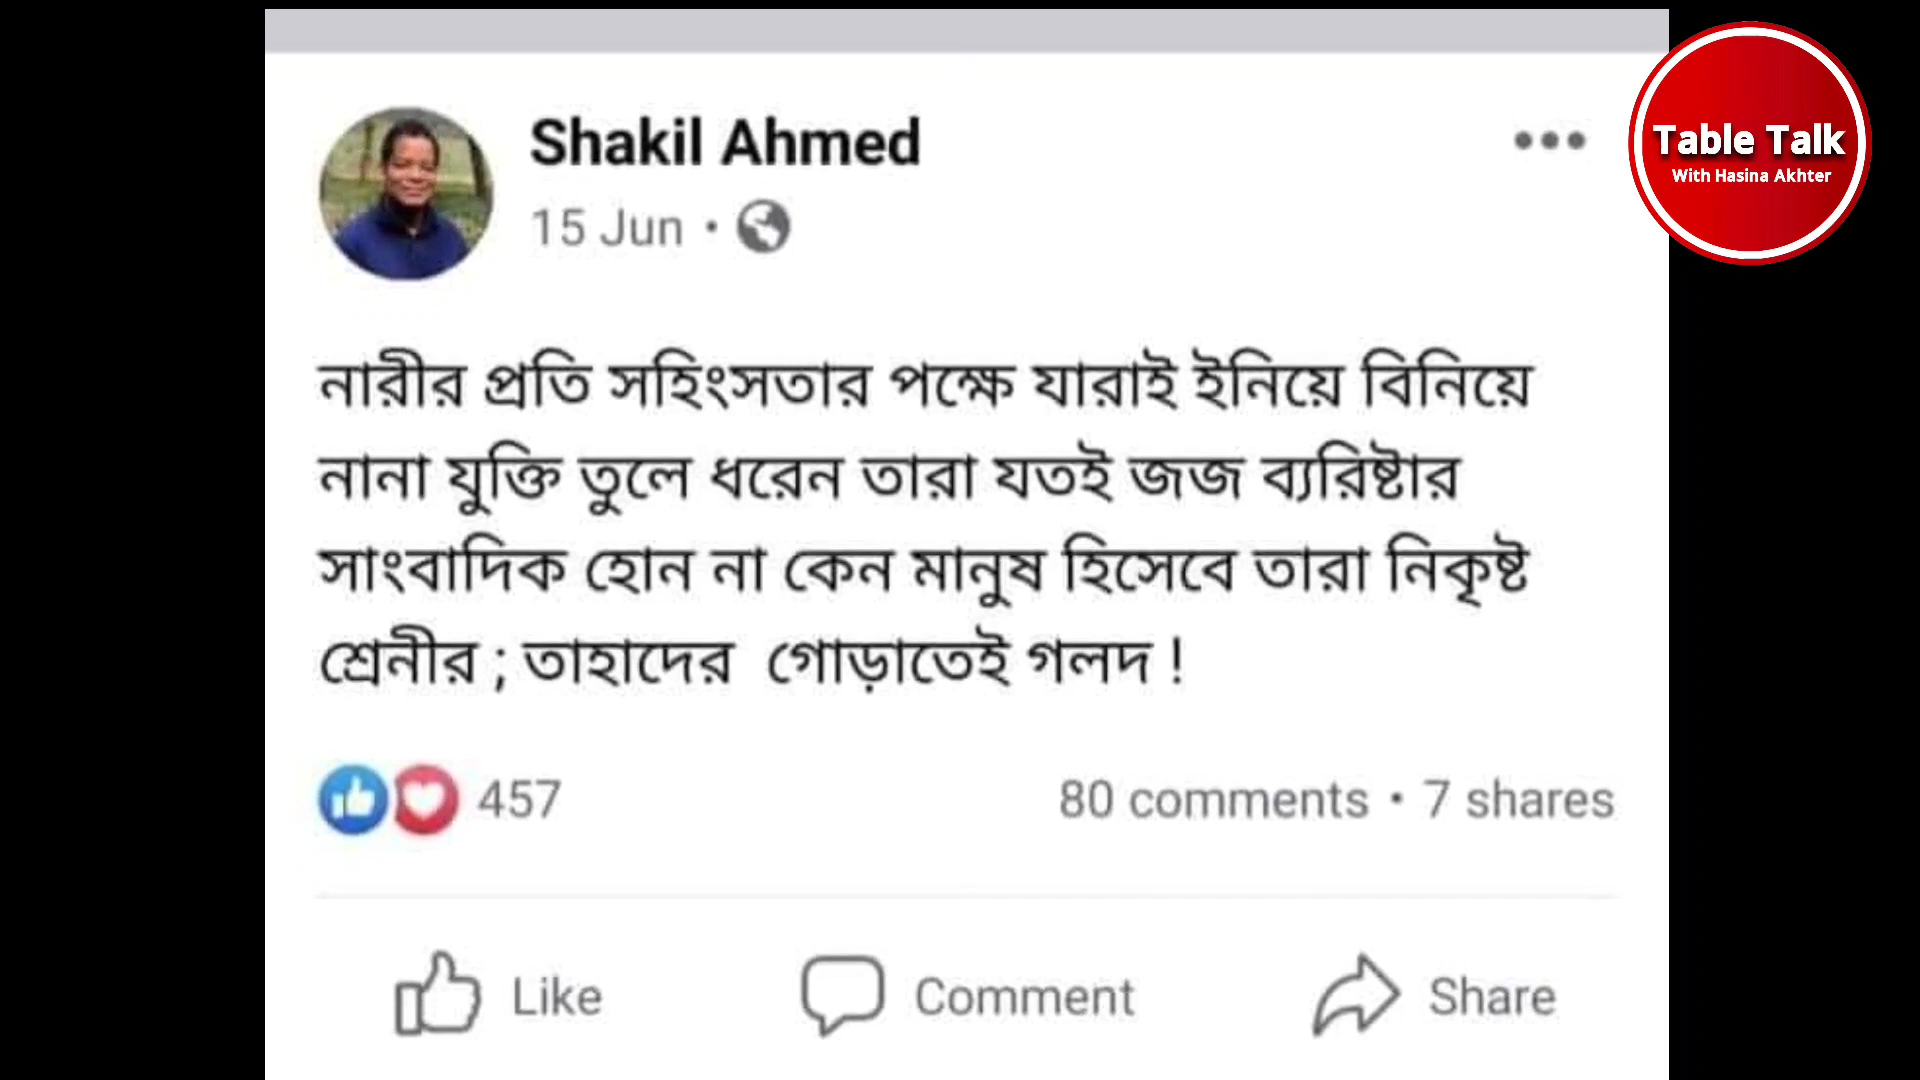 Shakil Ahmed
15 Jun •
Table Talk
With Hasina Akhter
নারীর প্রতি সহিংসতার পক্ষে যারাই ইনিয়ে বিনিয়ে
নানা যুক্তি তুলে ধরেন তারা যতই জজ ব্যরিষ্টার
সাংবাদিক হোন না কেন মানুষ হিসেবে তারা নিকৃষ্ট
শ্রেনীর ; তাহাদের গোড়াতেই গলদ !
457 80 comments • 7 shares
Like Comment Share